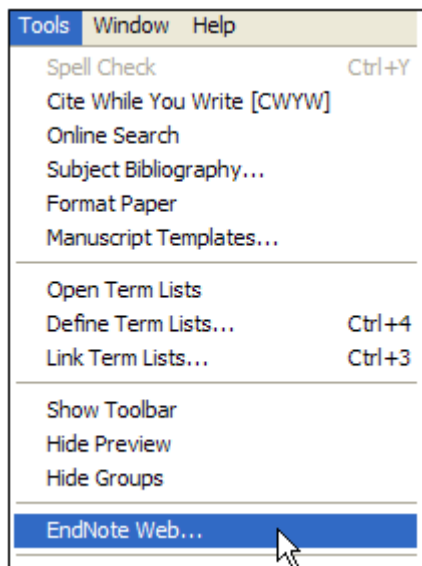 Tools Window Help
Spell Check Ctrl+Y
Cite While You Write [CWYW]
Online Search
Subject Bibliography...
Format Paper
Manuscript Templates...
Open Term Lists
Define Term Lists... Ctrl+4
Link Term Lists... Ctrl+3
Show Toolbar
Hide Preview
Hide Groups
EndNote Web...